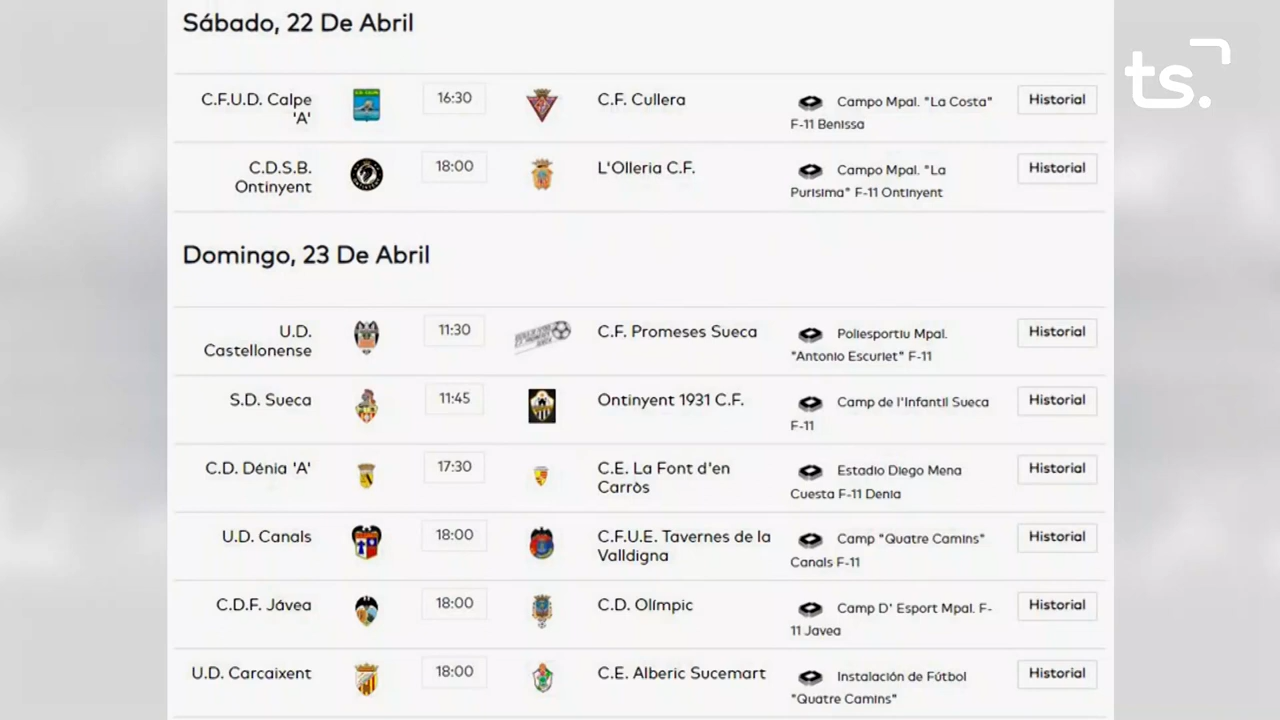 Sábado, 22 De Abril
ts.
C.F.U.D. Calpe 'A' 16:30 C.F. Cullera Campo Mpal. "La Costa" F-11 Benissa Historial
C.D.S.B. Ontinyent 18:00 L'Olleria C.F. Campo Mpal. "La Purisima" F-11 Ontinyent Historial
Domingo, 23 De Abril
U.D. Castellonense 11:30 C.F. Promeses Sueca Poliesportiu Mpal. "Antonio Escuriet" F-11 Historial
S.D. Sueca 11:45 Ontinyent 1931 C.F. Camp de l'Infantil Sueca F-11 Historial
C.D. Dénia 'A' 17:30 C.E. La Font d'en Carròs Estadio Diego Mena Cuesta F-11 Denia Historial
U.D. Canals 18:00 C.F.U.E. Tavernes de la Valldigna Camp "Quatre Camins" Canals F-11 Historial
C.D.F. Jávea 18:00 C.D. Olímpic Camp D' Esport Mpal. F-11 Javea Historial
U.D. Carcaixent 18:00 C.E. Alberic Sucemart Instalación de Fútbol "Quatre Camins" Historial